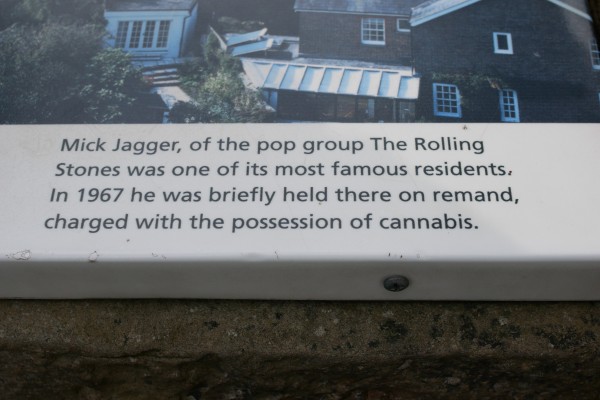 Mick Jagger, of the pop group The Rolling
Stones was one of its most famous residents.
In 1967 he was briefly held there on remand,
charged with the possession of cannabis.